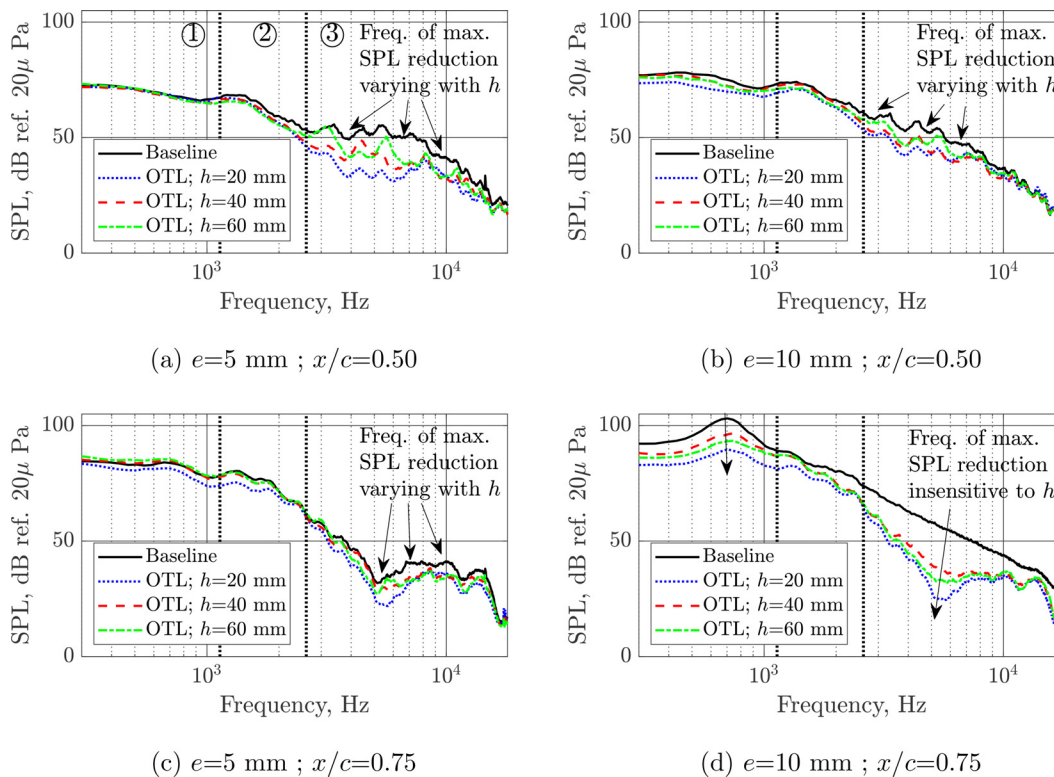 100
50
0
SPL, dB ref. 20μ Pa
① ② ③
Freq. of max.
SPL reduction
varying with h
Baseline
OTL; h=20 mm
OTL; h=40 mm
OTL; h=60 mm
10³ 10⁴
Frequency, Hz
(a) e=5 mm ; x/c=0.50
100
50
0
SPL, dB ref. 20μ Pa
Freq. of max.
SPL reduction
varying with h
Baseline
OTL; h=20 mm
OTL; h=40 mm
OTL; h=60 mm
10³ 10⁴
Frequency, Hz
(b) e=10 mm ; x/c=0.50
100
50
0
SPL, dB ref. 20μ Pa
Freq. of max.
SPL reduction
varying with h
Baseline
OTL; h=20 mm
OTL; h=40 mm
OTL; h=60 mm
10³ 10⁴
Frequency, Hz
(c) e=5 mm ; x/c=0.75
100
50
0
SPL, dB ref. 20μ Pa
Freq. of max.
SPL reduction
insensitive to h
Baseline
OTL; h=20 mm
OTL; h=40 mm
OTL; h=60 mm
10³ 10⁴
Frequency, Hz
(d) e=10 mm ; x/c=0.75